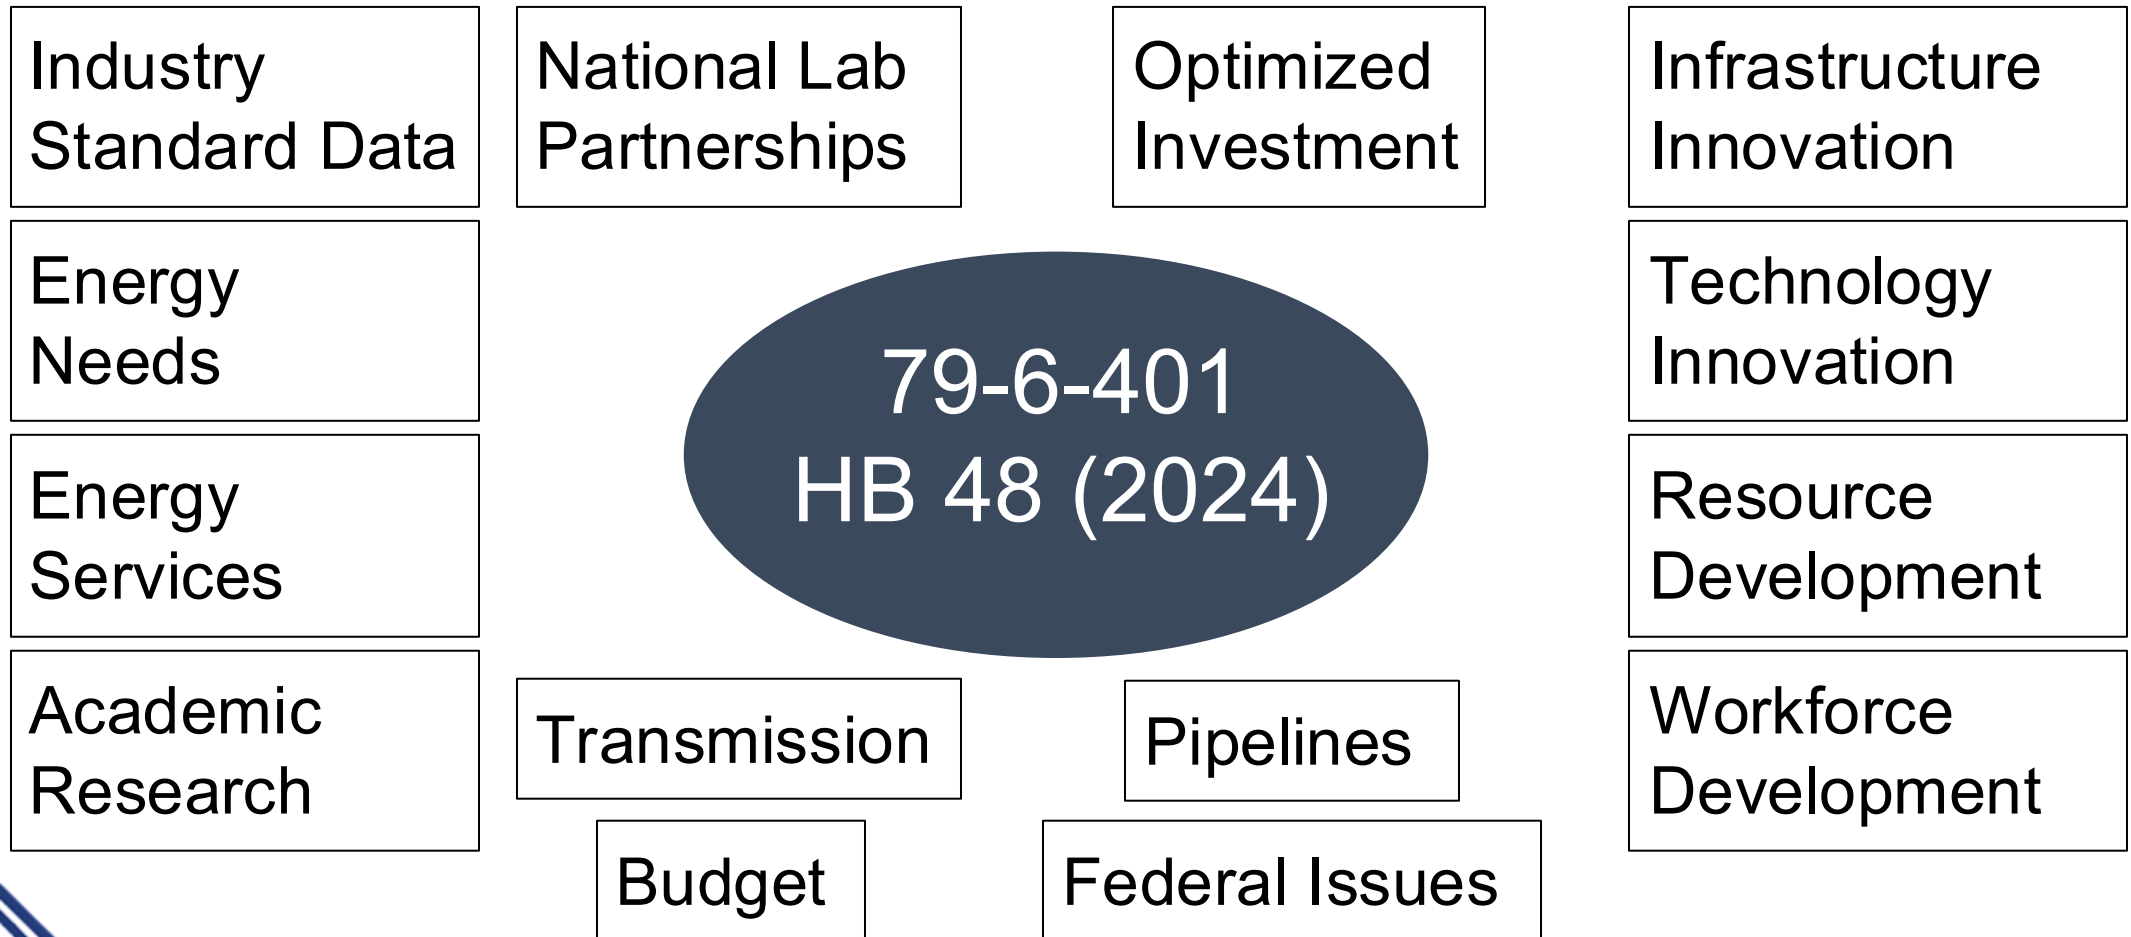 Industry
Standard Data
National Lab
Partnerships
Optimized
Investment
Infrastructure
Innovation
Energy
Needs
79-6-401
HB 48 (2024)
Technology
Innovation
Energy
Services
Resource
Development
Academic
Research
Transmission
Pipelines
Workforce
Development
Budget
Federal Issues